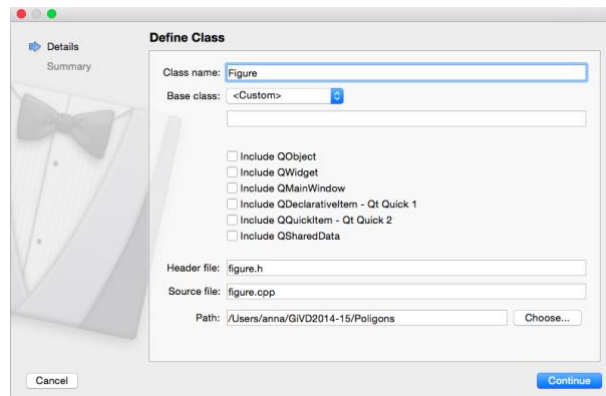 Define Class
Details
Summary
Class name: Figure
Base class: <Custom>
Include QObject
Include QWidget
Include QMainWindow
Include QDeclarativeItem - Qt Quick 1
Include QQuickItem - Qt Quick 2
Include QSharedData
Header file: figure.h
Source file: figure.cpp
Path: /Users/anna/GiVD2014-15/Poligons Choose...
Cancel Continue